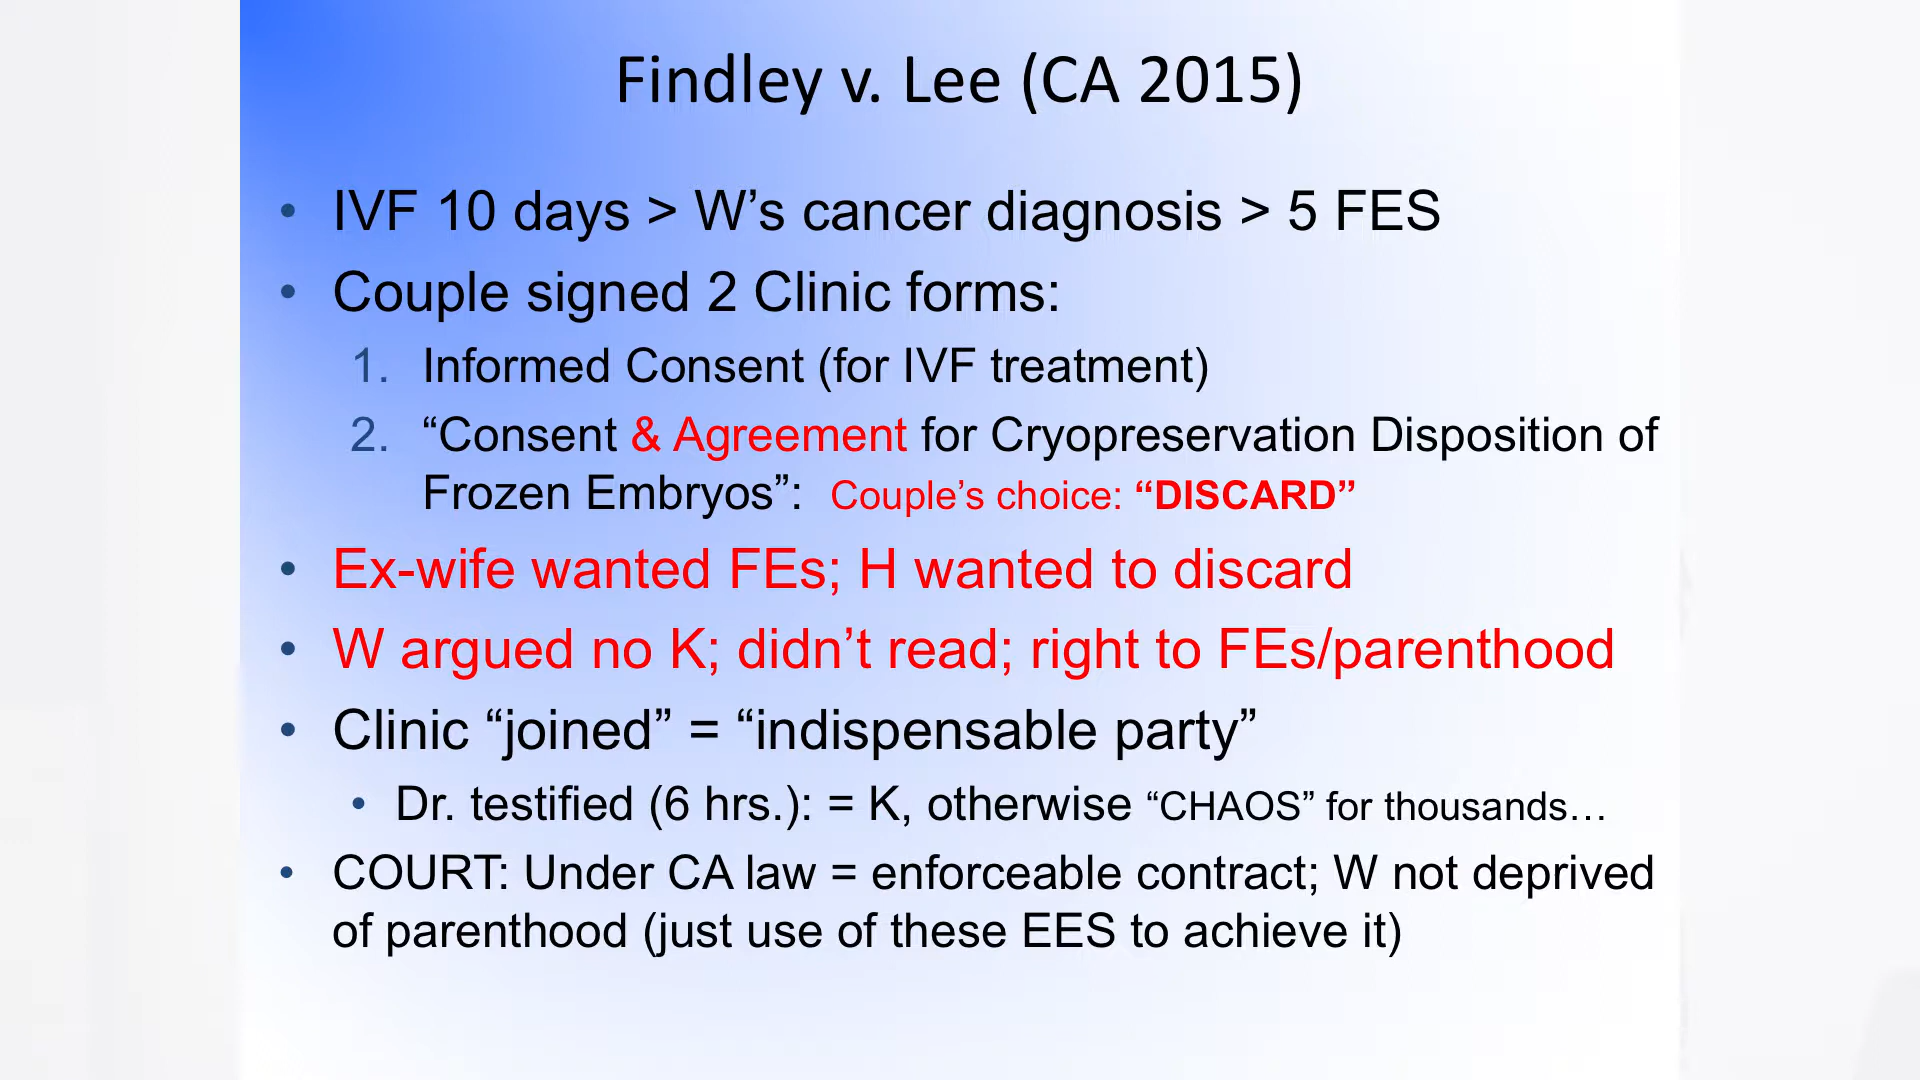 Findley v. Lee (CA 2015)
• IVF 10 days > W’s cancer diagnosis > 5 FES
• Couple signed 2 Clinic forms:
1. Informed Consent (for IVF treatment)
2. “Consent & Agreement for Cryopreservation Disposition of
Frozen Embryos”: Couple’s choice: “DISCARD”
• Ex-wife wanted FEs; H wanted to discard
• W argued no K; didn’t read; right to FEs/parenthood
• Clinic “joined” = “indispensable party”
• Dr. testified (6 hrs.): = K, otherwise “CHAOS” for thousands…
• COURT: Under CA law = enforceable contract; W not deprived
of parenthood (just use of these EES to achieve it)